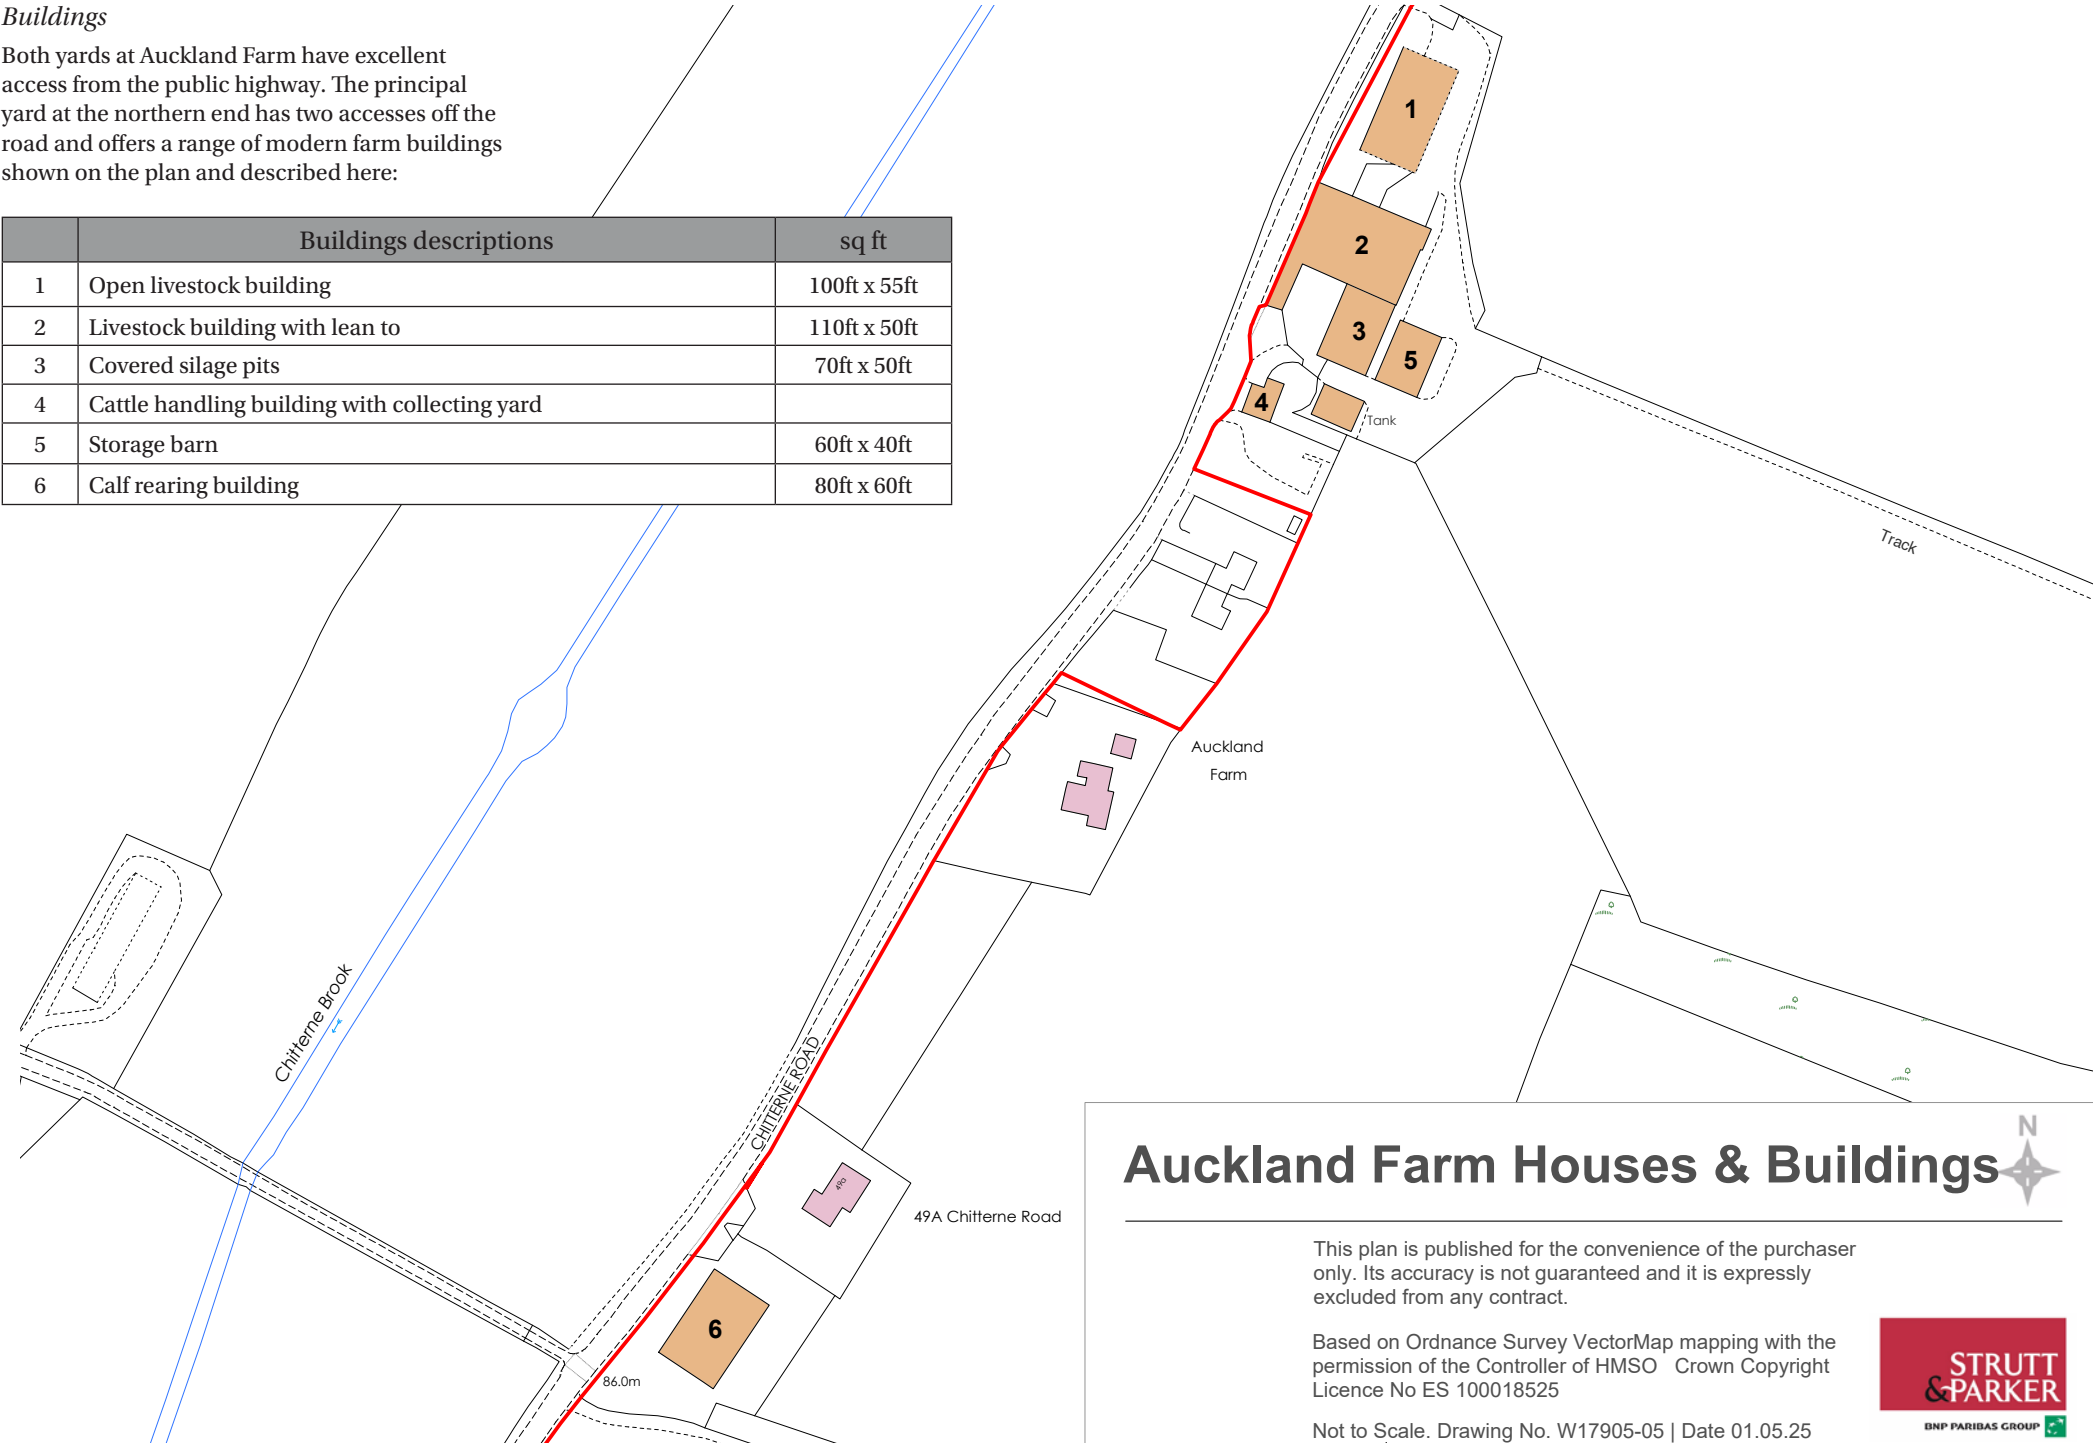 Buildings
Both yards at Auckland Farm have excellent
access from the public highway. The principal
yard at the northern end has two accesses off the
road and offers a range of modern farm buildings
shown on the plan and described here:
Buildings descriptions sq ft
1 Open livestock building 100ft x 55ft
2 Livestock building with lean to 110ft x 50ft
3 Covered silage pits 70ft x 50ft
4 Cattle handling building with collecting yard
5 Storage barn 60ft x 40ft
6 Calf rearing building 80ft x 60ft
1
2
3
5
4
Tank
Track
Auckland
Farm
Chitterne Brook
CHITTERNE ROAD
49a
49A Chitterne Road
6
86.0m
Auckland Farm Houses & Buildings
N
This plan is published for the convenience of the purchaser
only. Its accuracy is not guaranteed and it is expressly
excluded from any contract.
Based on Ordnance Survey VectorMap mapping with the
permission of the Controller of HMSO Crown Copyright
Licence No ES 100018525
Not to Scale. Drawing No. W17905-05 | Date 01.05.25
STRUTT
&PARKER
BNP PARIBAS GROUP